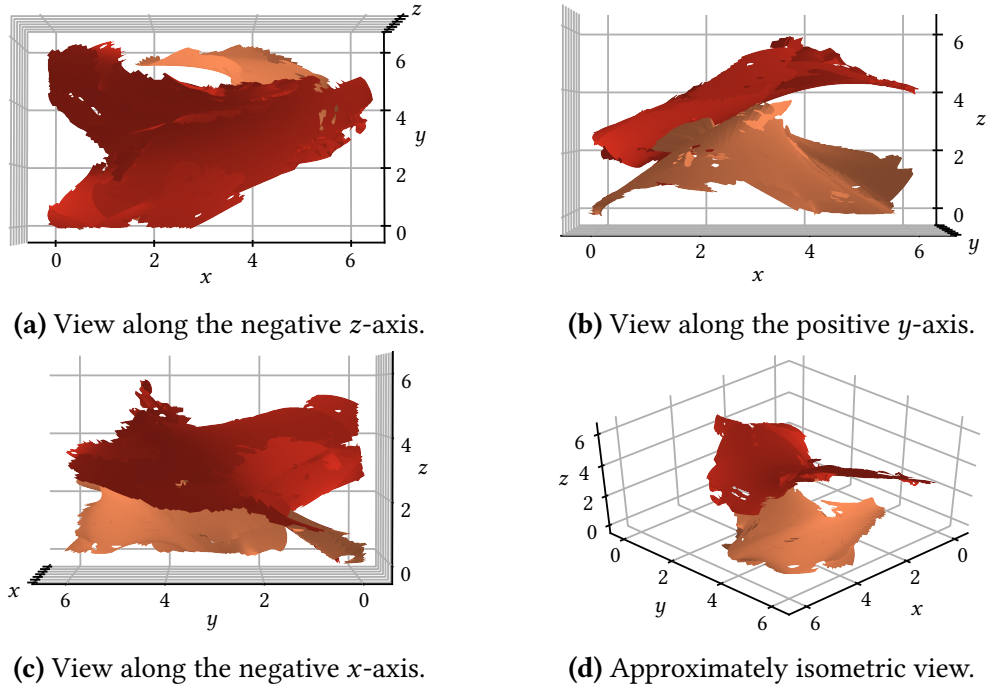 z
6
4
y
2
0
0 2 4 6
x
(a) View along the negative z-axis.
6
4
z
2
0
0 2 4 6
y
x
(b) View along the positive y-axis.
6
4
z
2
0
x
6 4 2 0
y
(c) View along the negative x-axis.
6
4
z
2
0
0 0
2 2
y 4 4 x
6 6
(d) Approximately isometric view.